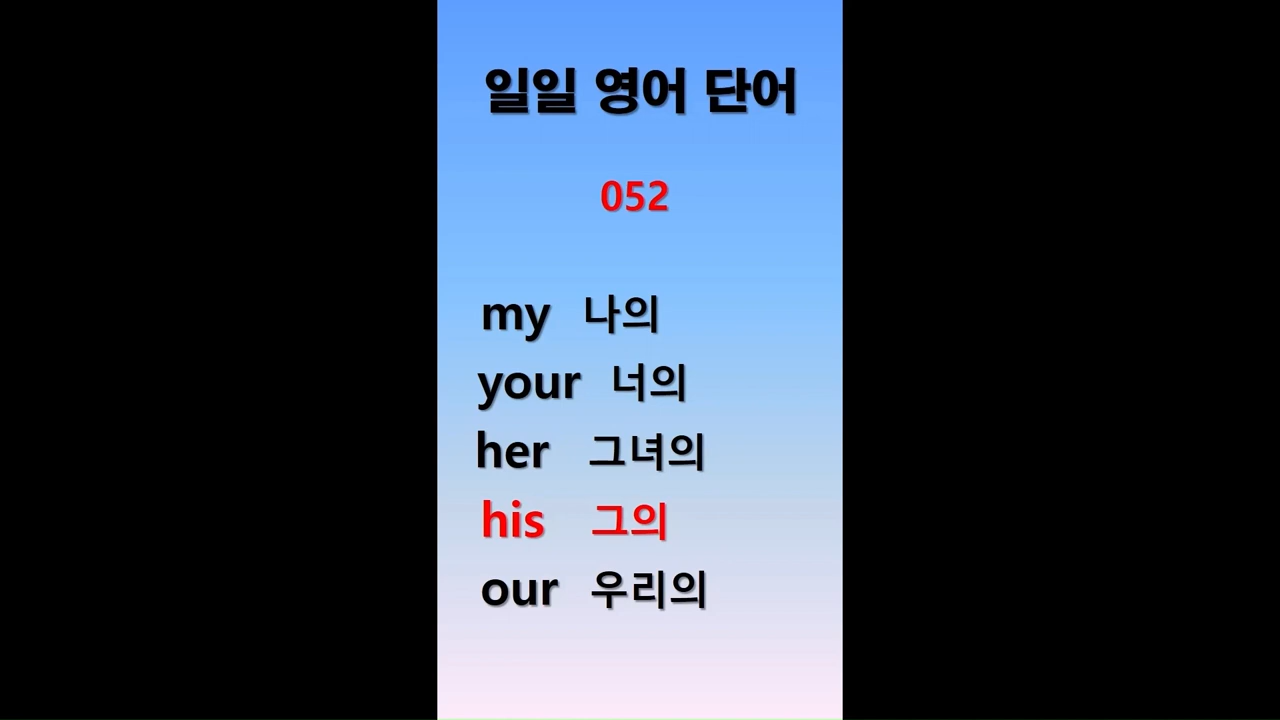 일일 영어 단어
052
my 나의
your 너의
her 그녀의
his 그의
our 우리의